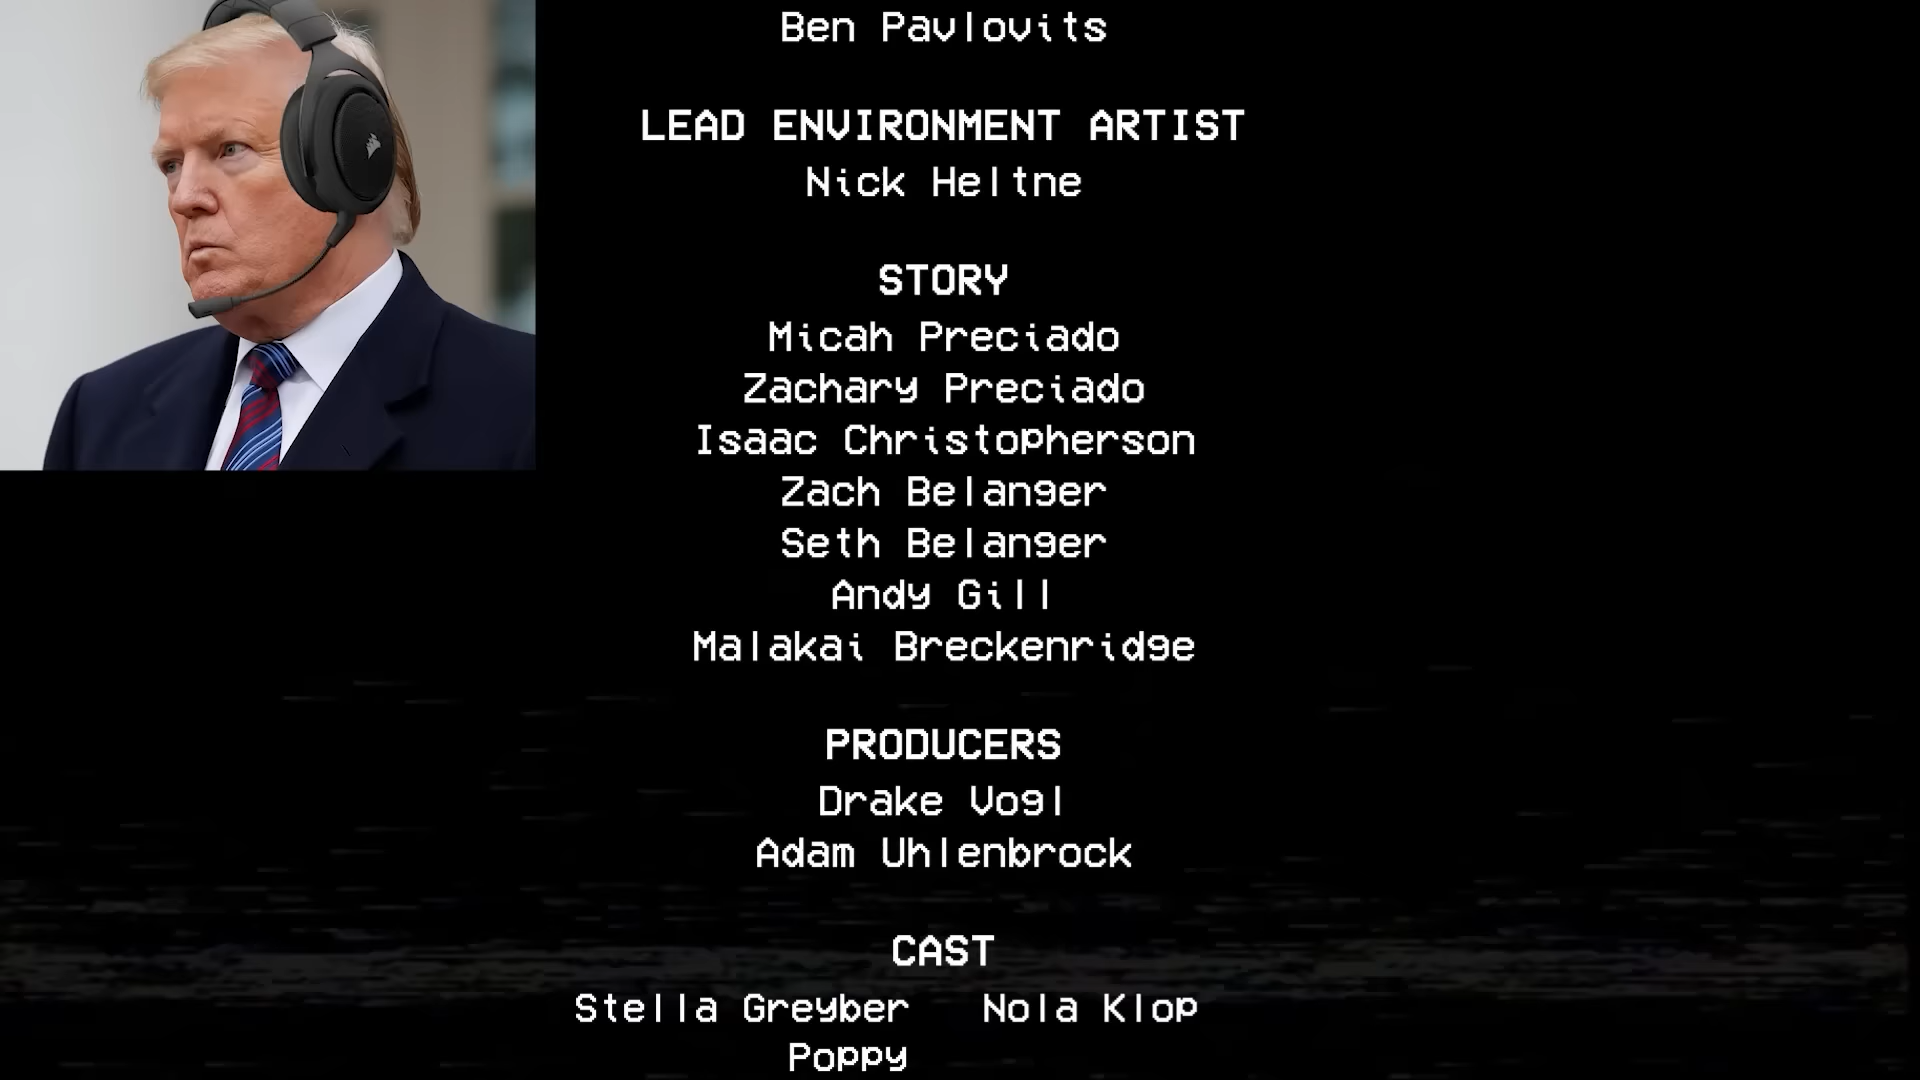 Ben Pavlovits
LEAD ENVIRONMENT ARTIST
Nick Heltne
STORY
Micah Preciado
Zachary Preciado
Isaac Christopherson
Zach Belanger
Seth Belanger
Andy Gill
Malakai Breckenridge
PRODUCERS
Drake Vogl
Adam Uhlenbrock
CAST
Stella Greyber Nola Klop
Poppy